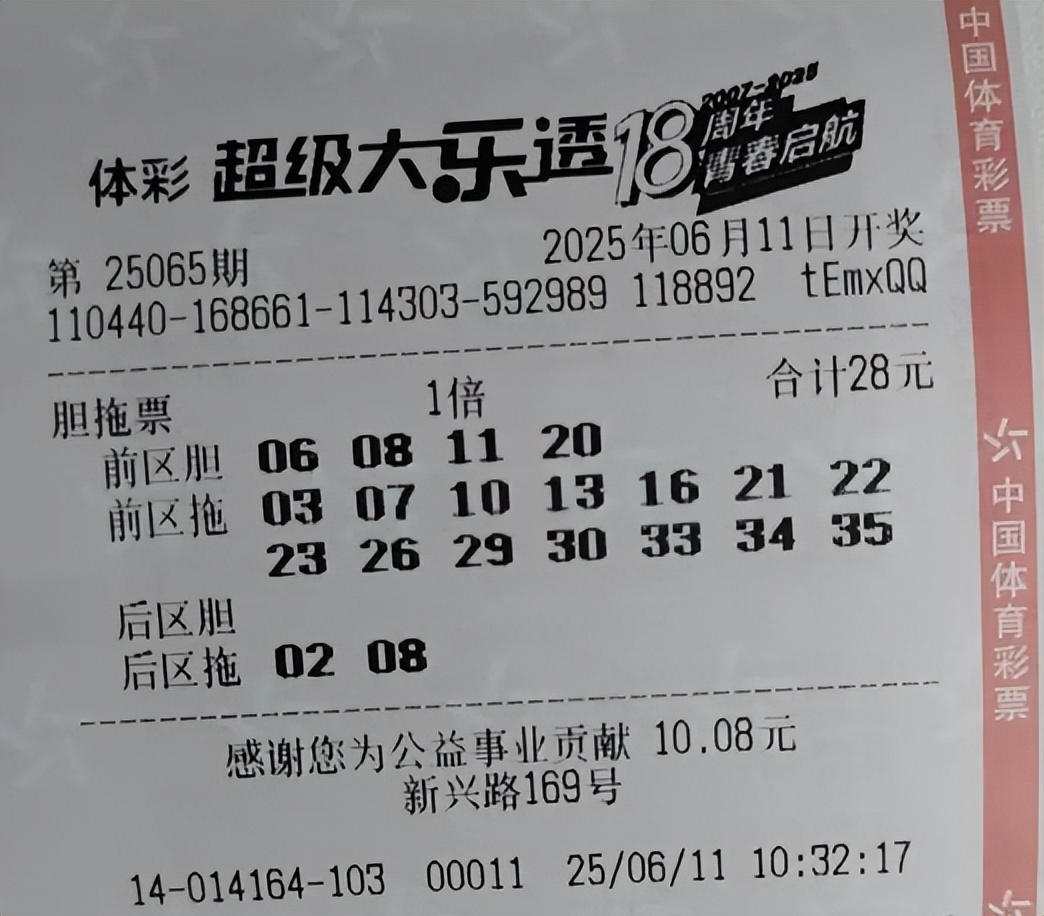 体彩 超级大乐透 18周年 2007-2025 青春启航
第 25065期 2025年06月11日开奖
110440-168661-114303-592989 118892 tEmxQQ
胆拖票 1倍 合计28元
前区胆 06 08 11 20
前区拖 03 07 10 13 16 21 22
23 26 29 30 33 34 35
后区胆
后区拖 02 08
感谢您为公益事业贡献 10.08元
新兴路169号
14-014164-103 00011 25/06/11 10:32:17
中国体育彩票
中国体育彩票